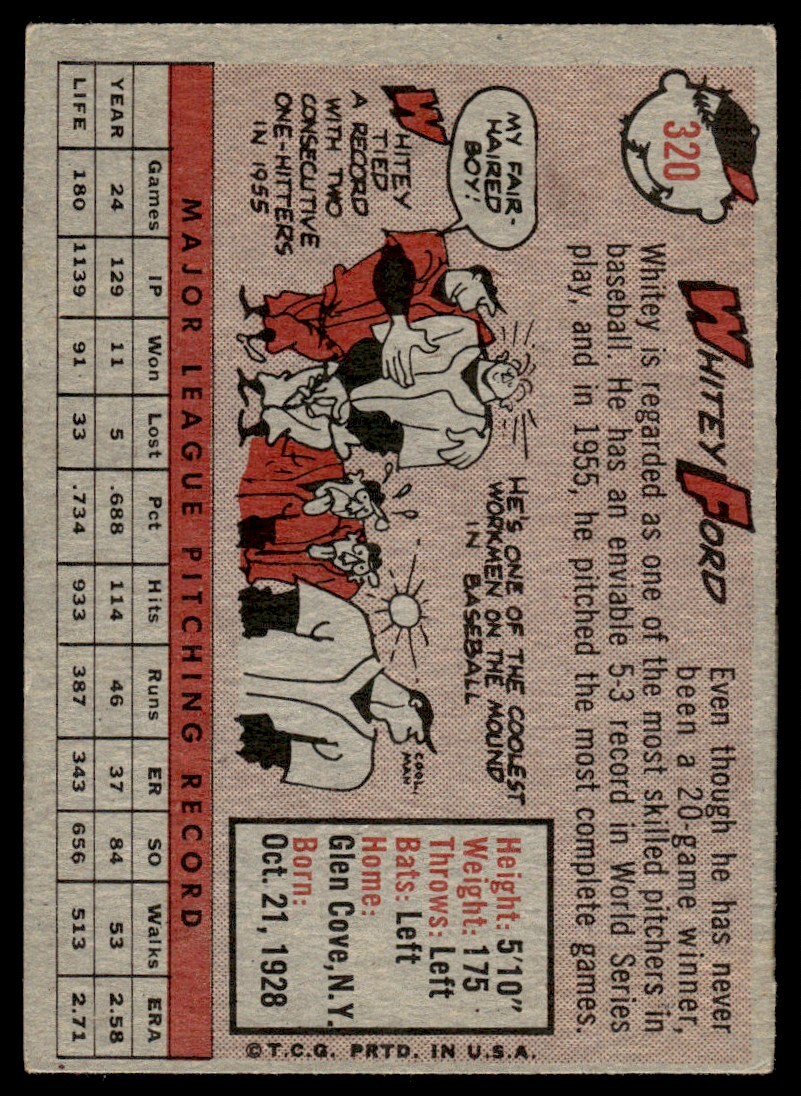 320
WHITEY FORD
Even though he has never
been a 20-game winner,
Whitey is regarded as one of the most skilled pitchers in
baseball. He has an enviable 5-3 record in World Series
play, and in 1955, he pitched the most complete games.
MY FAIR-
HAIRED
BOY!
WHITEY
TIED
A RECORD
WITH TWO
CONSECUTIVE
ONE-HITTERS
IN 1955
HE'S ONE OF THE COOLEST
WORKMEN ON THE MOUND
IN BASEBALL
COOL,
MAN
Height: 5'10"
Weight: 175
Throws: Left
Bats: Left
Home:
Glen Cove, N.Y.
Born:
Oct. 21, 1928
©T.C.G. PRTD. IN U.S.A.
MAJOR LEAGUE PITCHING RECORD
Games IP Won Lost Pct Hits Runs ER SO Walks ERA
YEAR 24 129 11 5 .688 114 46 37 84 53 2.58
LIFE 180 1139 91 33 .734 933 387 343 656 513 2.71